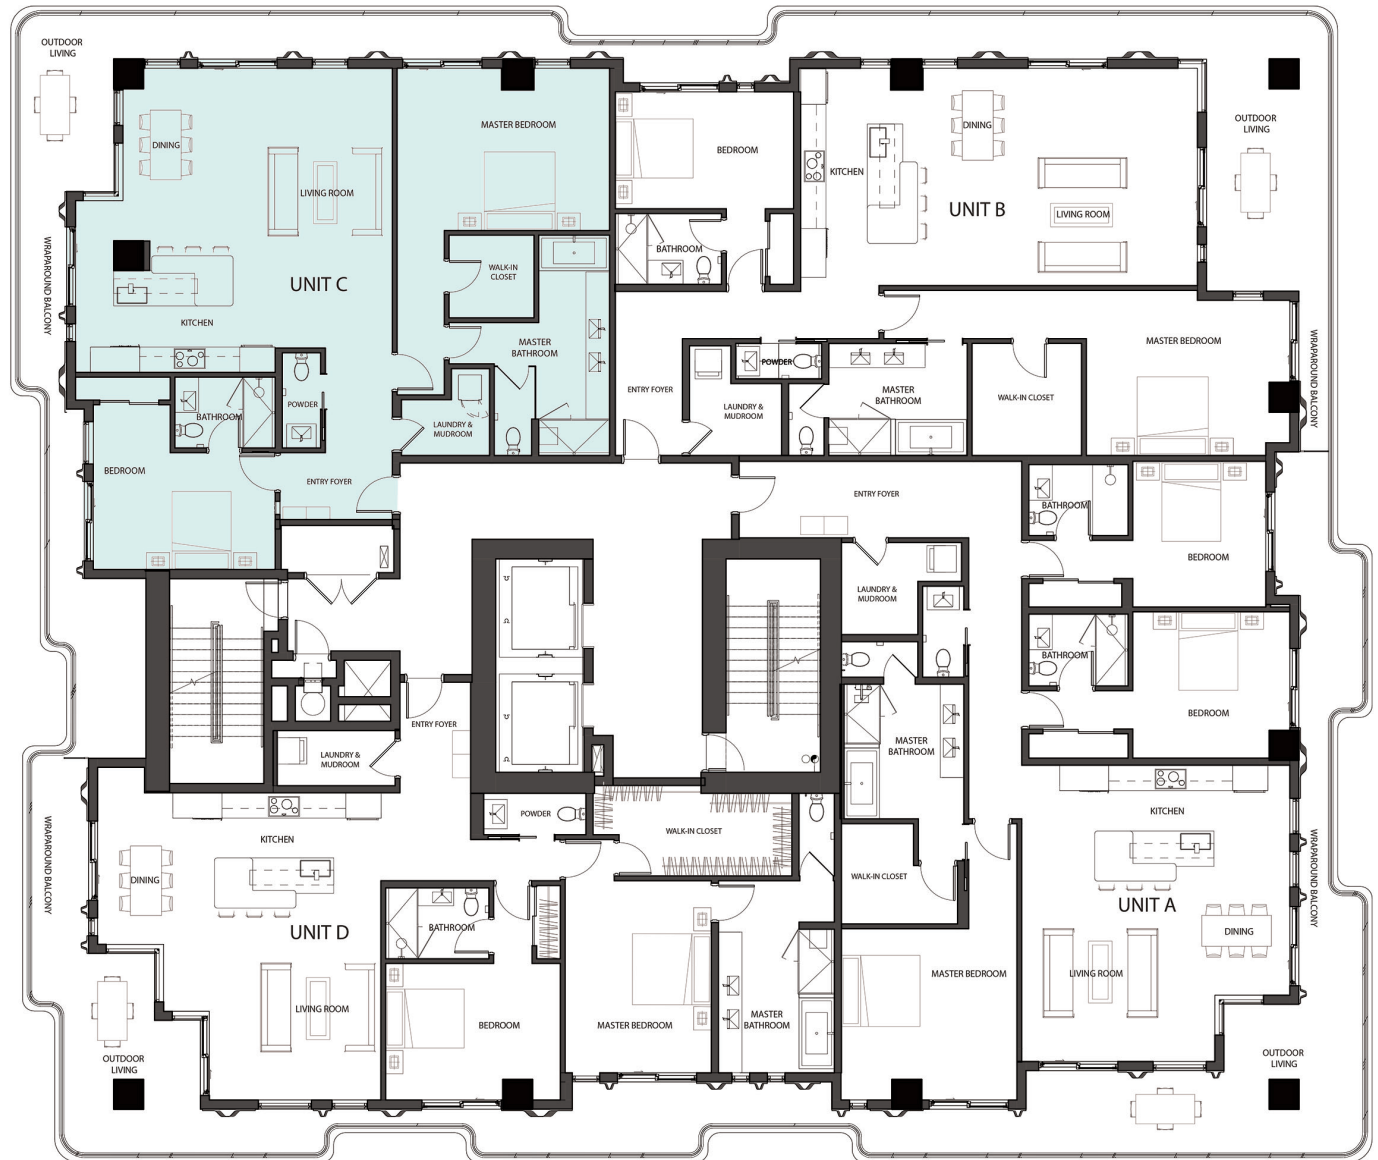 OUTDOOR
LIVING
DINING
LIVING ROOM
MASTER BEDROOM
WRAPAROUND BALCONY
UNIT C
WALK-IN
CLOSET
KITCHEN
MASTER
BATHROOM
POWDER
BATHROOM
LAUNDRY &
MUDROOM
BEDROOM
ENTRY FOYER
BEDROOM
BATHROOM
KITCHEN
DINING
UNIT B
LIVING ROOM
OUTDOOR
LIVING
MASTER BEDROOM
WRAPAROUND BALCONY
POWDER
ENTRY FOYER
LAUNDRY &
MUDROOM
MASTER
BATHROOM
WALK-IN CLOSET
ENTRY FOYER
BATHROOM
BEDROOM
LAUNDRY &
MUDROOM
BATHROOM
BEDROOM
MASTER
BATHROOM
KITCHEN
WALK-IN CLOSET
UNIT A
DINING
WRAPAROUND BALCONY
MASTER BEDROOM
LIVING ROOM
OUTDOOR
LIVING
ENTRY FOYER
LAUNDRY &
MUDROOM
POWDER
WALK-IN CLOSET
KITCHEN
WRAPAROUND BALCONY
DINING
UNIT D
BATHROOM
LIVING ROOM
BEDROOM
MASTER BEDROOM
MASTER
BATHROOM
OUTDOOR
LIVING